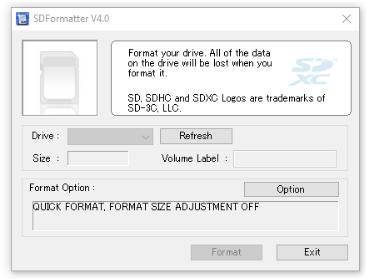 SDFormatter V4.0
Format your drive. All of the data
on the drive will be lost when you
format it.
SD XC
SD, SDHC and SDXC Logos are trademarks of
SD-3C, LLC.
Drive :
Refresh
Size :
Volume Label :
Format Option :
Option
QUICK FORMAT, FORMAT SIZE ADJUSTMENT OFF
Format
Exit